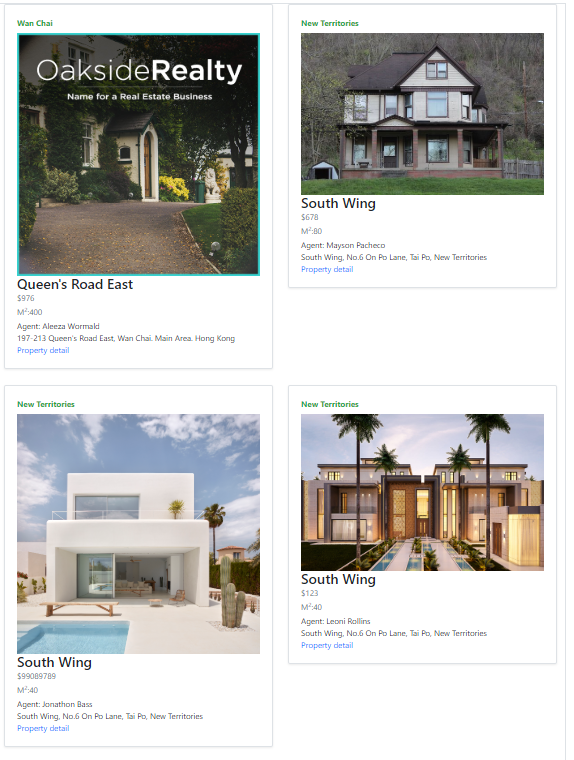 Wan Chai
OaksideRealty
Name for a Real Estate Business
Queen's Road East
$976
M²:400
Agent: Aleeza Wormald
197-213 Queen's Road East, Wan Chai. Main Area. Hong Kong
Property detail
New Territories
South Wing
$678
M²:80
Agent: Mayson Pacheco
South Wing, No.6 On Po Lane, Tai Po, New Territories
Property detail
New Territories
South Wing
$99089789
M²:40
Agent: Jonathon Bass
South Wing, No.6 On Po Lane, Tai Po, New Territories
Property detail
New Territories
South Wing
$123
M²:40
Agent: Leoni Rollins
South Wing, No.6 On Po Lane, Tai Po, New Territories
Property detail